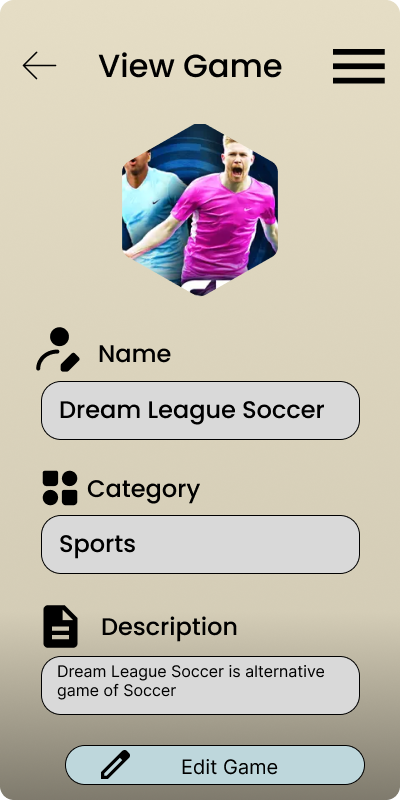 View Game
Name
Dream League Soccer
Category
Sports
Description
Dream League Soccer is alternative
game of Soccer
Edit Game